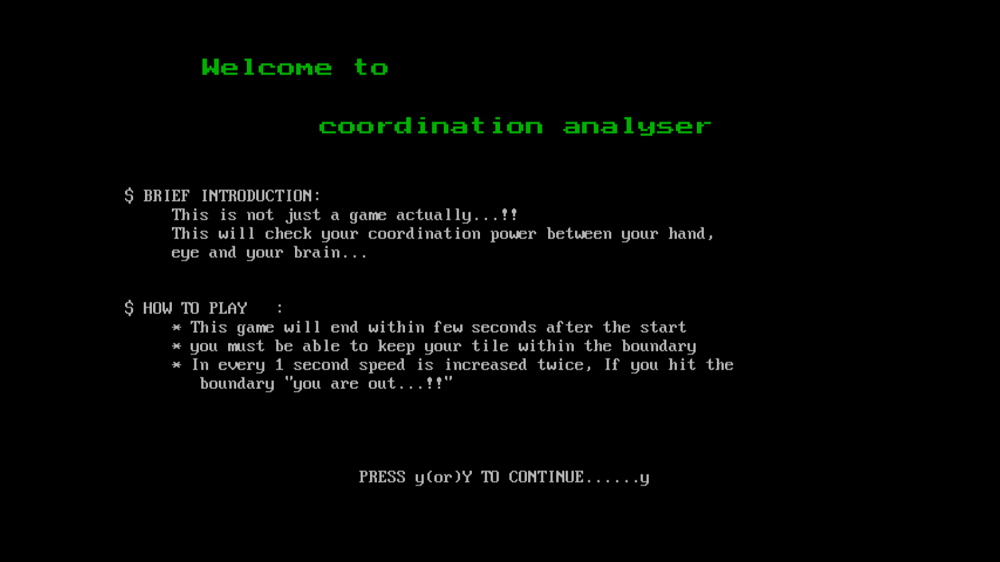 Welcome to
coordination analyser
$ BRIEF INTRODUCTION:
This is not just a game actually...!!
This will check your coordination power between your hand,
eye and your brain...
$ HOW TO PLAY   :
* This game will end within few seconds after the start
* you must be able to keep your tile within the boundary
* In every 1 second speed is increased twice, If you hit the
boundary "you are out...!!"
PRESS y(or)Y TO CONTINUE......y